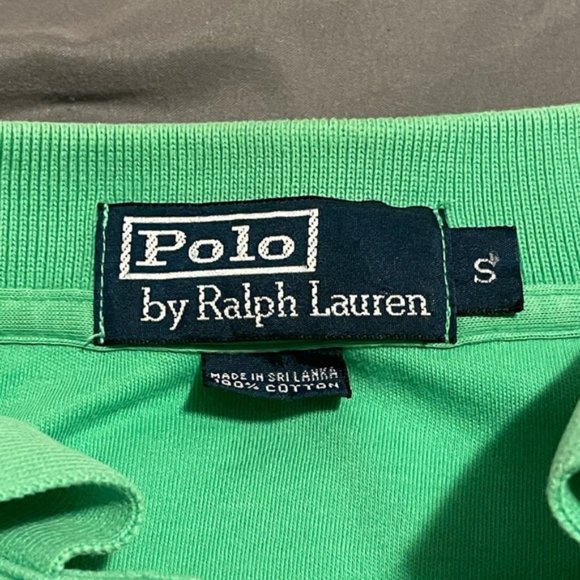 Polo
by Ralph Lauren
S
MADE IN SRI LANKA
100% COTTON